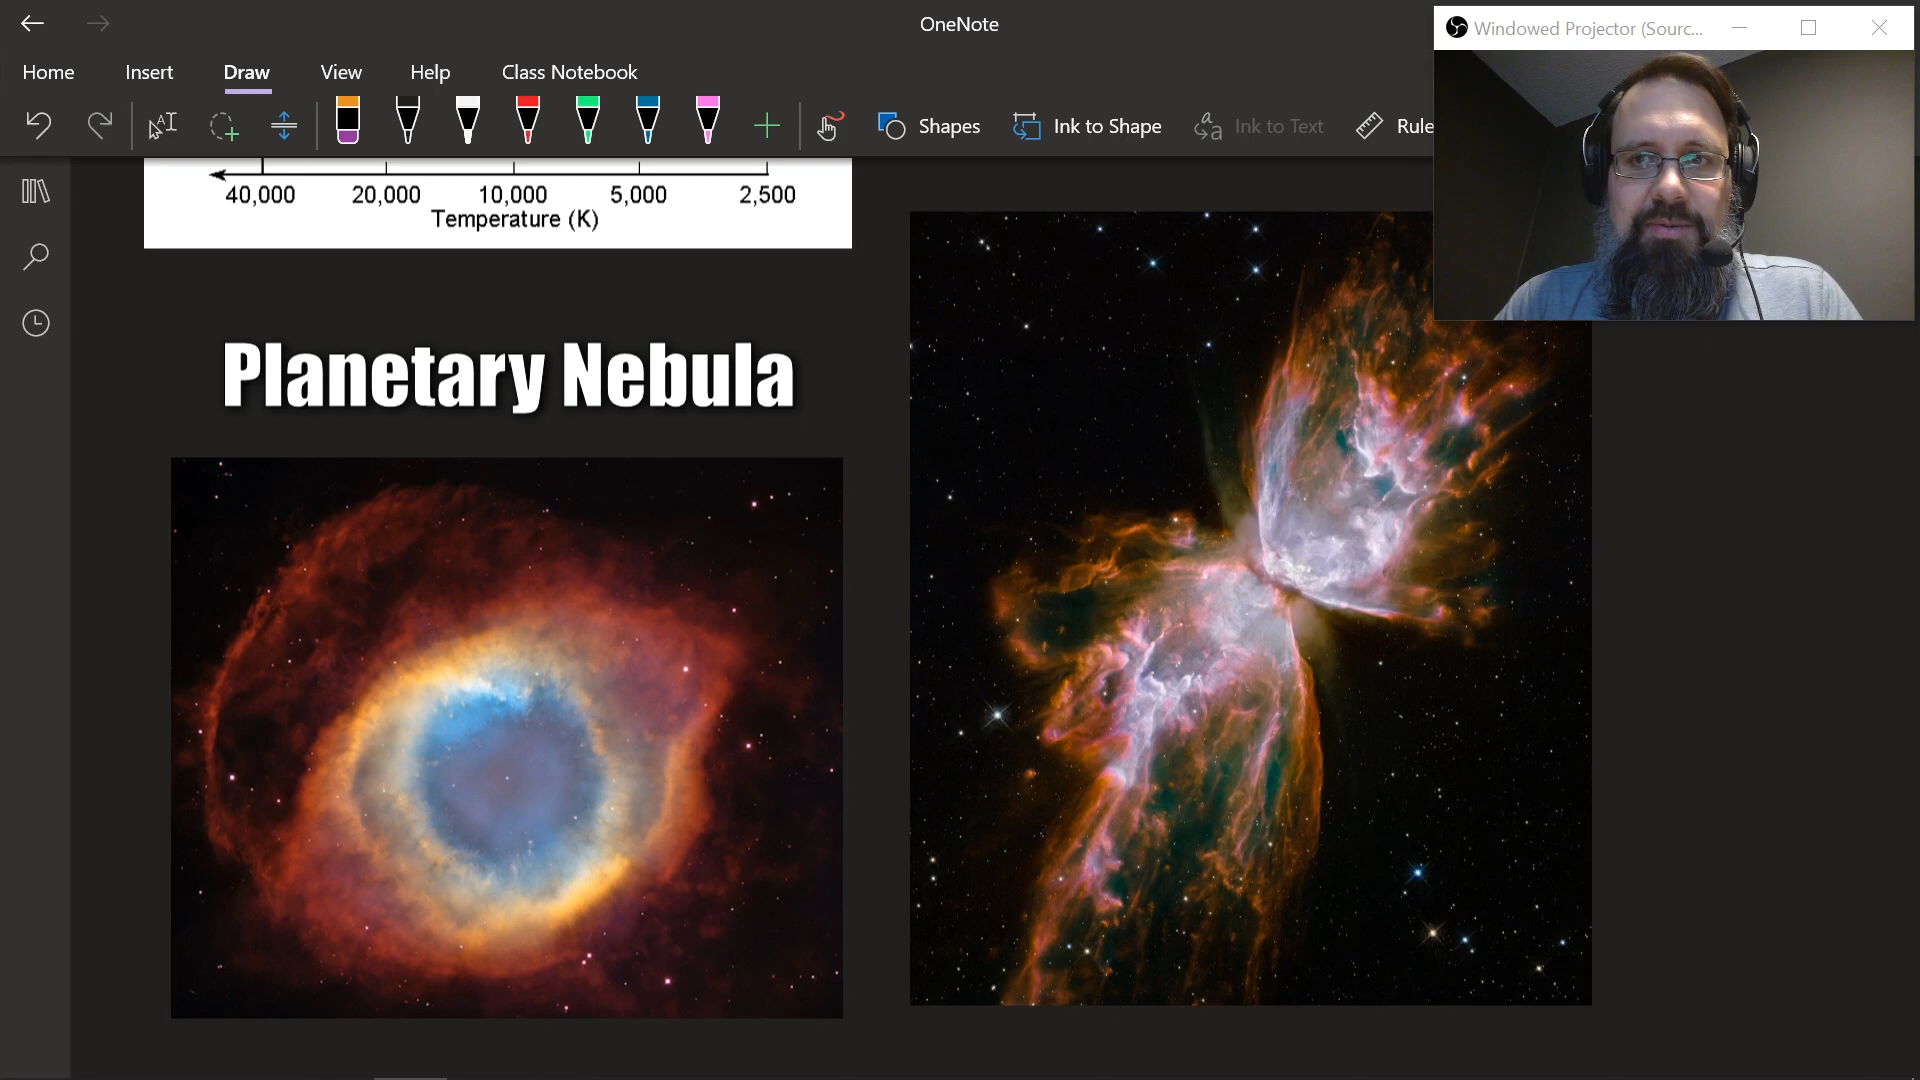 OneNote
Windowed Projector (Sourc...
Home Insert Draw View Help Class Notebook
Shapes Ink to Shape Ink to Text Rule
40,000 20,000 10,000 5,000 2,500
Temperature (K)
Planetary Nebula